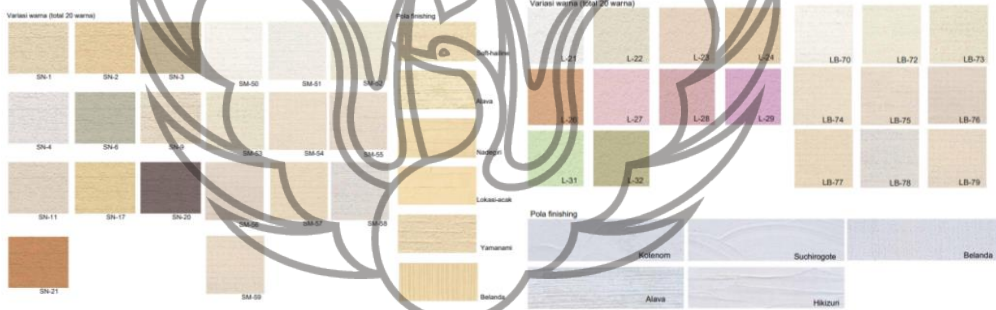 Variasi warna (total 20 warna)
SN-1
SN-2
SN-3
SM-50
SM-51
SM-52
SN-4
SN-6
SN-9
SM-53
SM-54
SM-55
SN-11
SN-17
SN-20
SM-56
SM-57
SM-58
SN-21
SM-59
Pola finishing
Soft-hairline
Alava
Nadegiri
Lokasi-acak
Yamanami
Belanda
Variasi warna (total 20 warna)
L-21
L-22
L-23
L-24
L-26
L-27
L-28
L-29
L-31
L-32
LB-70
LB-72
LB-73
LB-74
LB-75
LB-76
LB-77
LB-78
LB-79
Pola finishing
Kotenom
Suchirogote
Belanda
Alava
Hikizuri